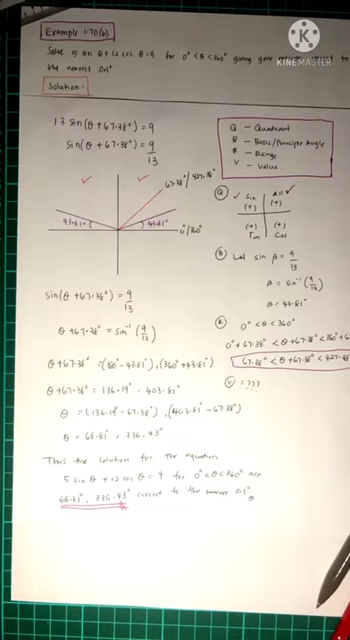 Example 1.70(b)
KINEMASTER
Solve 5 sin θ + 12 cos θ = 9 for 0° < θ < 360° giving your correct to
the nearest 0.1°
Solution :
13 sin(θ + 67.38°) = 9
sin(θ + 67.38°) = 9/13
67.38° / 427.38°
43.81°
43.81°
0°/360°
sin(θ + 67.38°) = 9/13
θ + 67.38° = sin⁻¹(9/13)
θ + 67.38° = (180° - 43.81°), (360° + 43.81°)
θ + 67.38° = 136.19° - 403.81°
θ = (136.19° - 67.38°), (403.81° - 67.38°)
θ = 68.81°, 336.43°
Thus the solution for the equation
5 sin θ + 12 cos θ = 9 for 0° < θ < 360° are
68.81°, 336.43° correct to the nearest 0.1°
Q - Quadrant
B - Basic/Principle Angle
R - Range
V - Value
Q
Sin All
(+) (+)
(+) (+)
Tan Cos
B Let sin β = 9/13
β = sin⁻¹(9/13)
β = 43.81°
R 0° < θ < 360°
0° + 67.38° < θ + 67.38° < 360° + 6
67.38° < θ + 67.38° < 427.38
V = ???